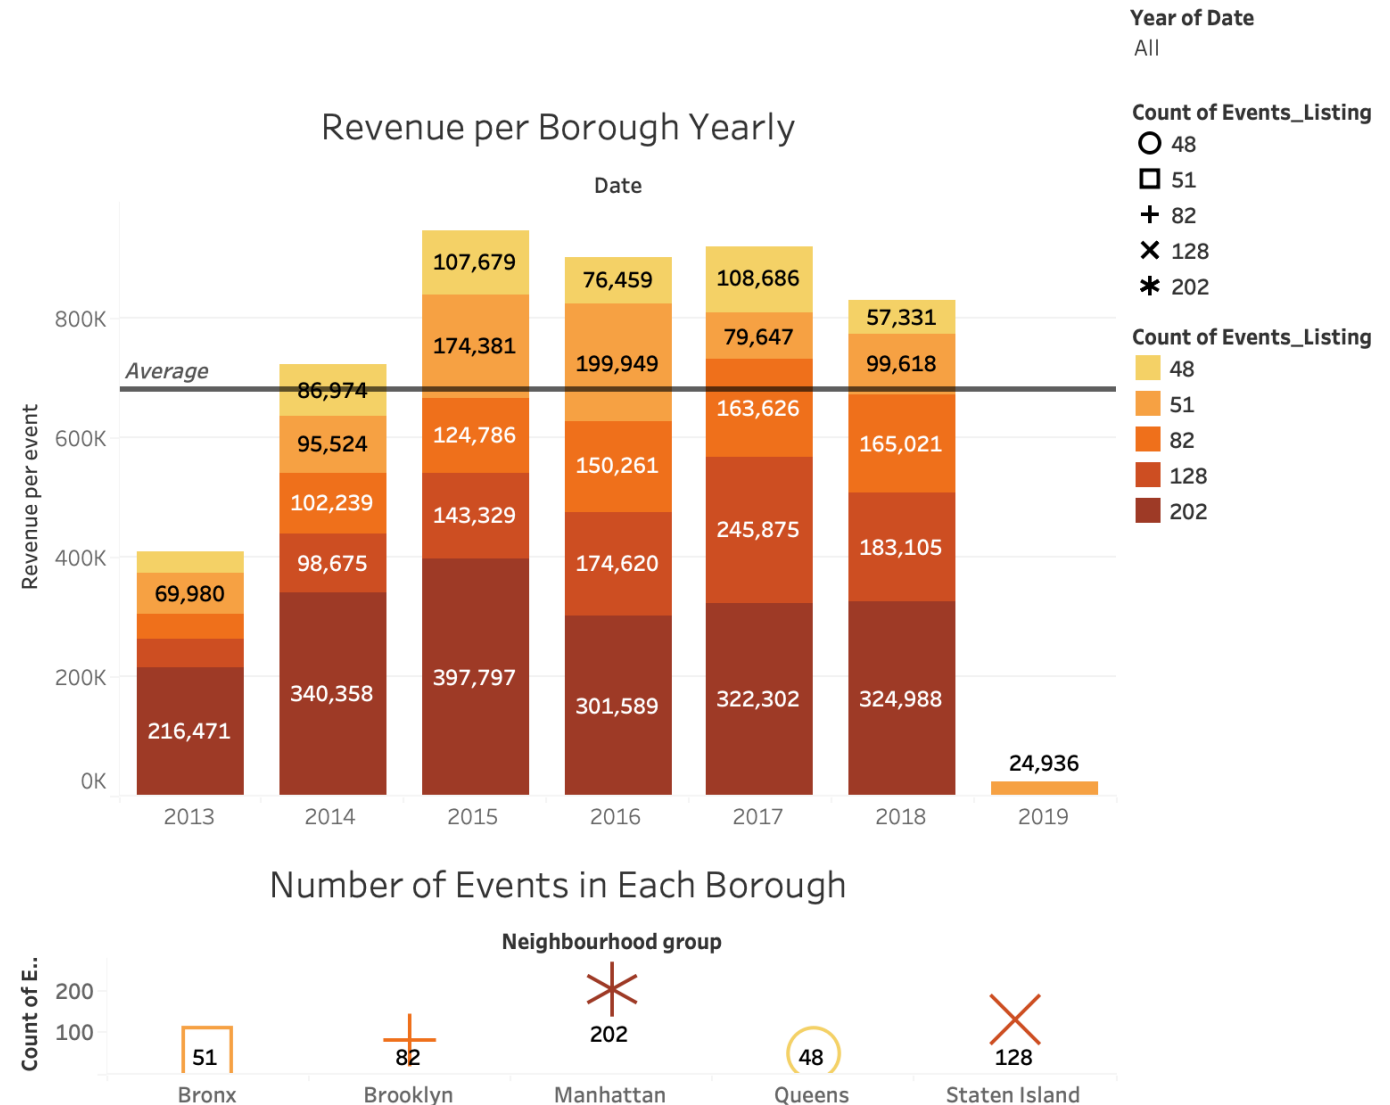 Year of Date
All
Revenue per Borough Yearly
Count of Events_Listing
48
51
82
128
202
Date
Count of Events_Listing
48
51
82
128
202
Revenue per event
800K
600K
400K
200K
0K
Average
69,980
216,471
86,974
95,524
102,239
98,675
340,358
107,679
174,381
124,786
143,329
397,797
76,459
199,949
150,261
174,620
301,589
108,686
79,647
163,626
245,875
322,302
57,331
99,618
165,021
183,105
324,988
24,936
2013 2014 2015 2016 2017 2018 2019
Number of Events in Each Borough
Neighbourhood group
Count of E..
200
100
51 82 202 48 128
Bronx Brooklyn Manhattan Queens Staten Island